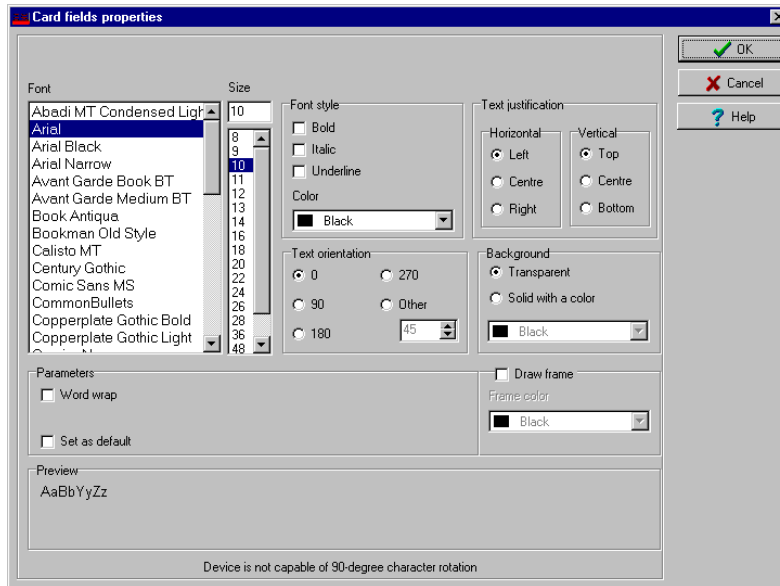 Card fields properties
OK
Cancel
Help
Font
Abadi MT Condensed Ligh
Arial
Arial Black
Arial Narrow
Avant Garde Book BT
Avant Garde Medium BT
Book Antiqua
Bookman Old Style
Calisto MT
Century Gothic
Comic Sans MS
CommonBullets
Copperplate Gothic Bold
Copperplate Gothic Light
Size
10
8
9
10
11
12
13
14
16
18
20
22
24
26
28
36
48
Font style
Bold
Italic
Underline
Color
Black
Text justification
Horizontal
Left
Centre
Right
Vertical
Top
Centre
Bottom
Text orientation
0
270
90
Other
180
45
Background
Transparent
Solid with a color
Black
Parameters
Word wrap
Set as default
Draw frame
Frame color
Black
Preview
AaBbYyZz
Device is not capable of 90-degree character rotation